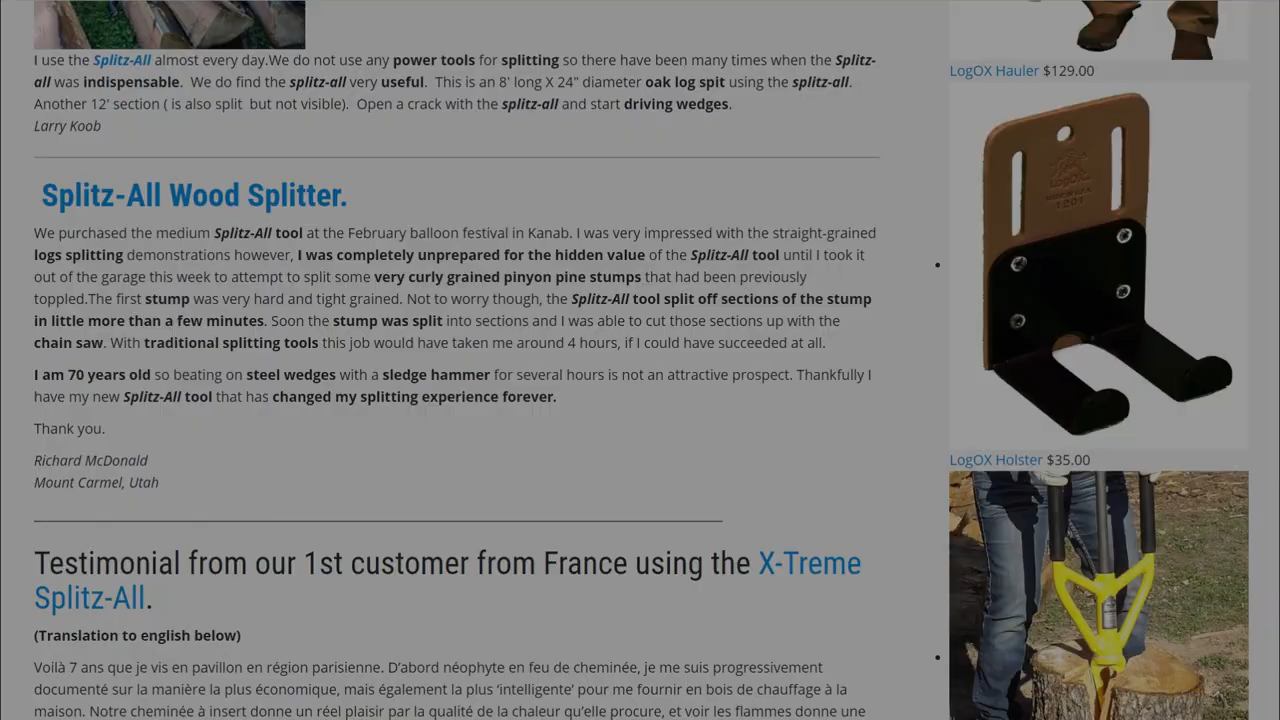 I use the Splitz-All almost every day.We do not use any power tools for splitting so there have been many times when the Splitz-
all was indispensable.  We do find the splitz-all very useful.  This is an 8' long X 24" diameter oak log spit using the splitz-all.
Another 12' section ( is also split  but not visible).  Open a crack with the splitz-all and start driving wedges.
Larry Koob
Splitz-All Wood Splitter.
We purchased the medium Splitz-All tool at the February balloon festival in Kanab. I was very impressed with the straight-grained
logs splitting demonstrations however, I was completely unprepared for the hidden value of the Splitz-All tool until I took it
out of the garage this week to attempt to split some very curly grained pinyon pine stumps that had been previously
toppled.The first stump was very hard and tight grained. Not to worry though, the Splitz-All tool split off sections of the stump
in little more than a few minutes. Soon the stump was split into sections and I was able to cut those sections up with the
chain saw. With traditional splitting tools this job would have taken me around 4 hours, if I could have succeeded at all.
I am 70 years old so beating on steel wedges with a sledge hammer for several hours is not an attractive prospect. Thankfully I
have my new Splitz-All tool that has changed my splitting experience forever.
Thank you.
Richard McDonald
Mount Carmel, Utah
Testimonial from our 1st customer from France using the X-Treme
Splitz-All.
(Translation to english below)
Voilà 7 ans que je vis en pavillon en région parisienne. D’abord néophyte en feu de cheminée, je me suis progressivement
documenté sur la manière la plus économique, mais également la plus ‘intelligente’ pour me fournir en bois de chauffage à la
maison. Notre cheminée à insert donne un réel plaisir par la qualité de la chaleur qu’elle procure, et voir les flammes donne une
LogOX Hauler $129.00
LogOX
1201
LogOX Holster $35.00